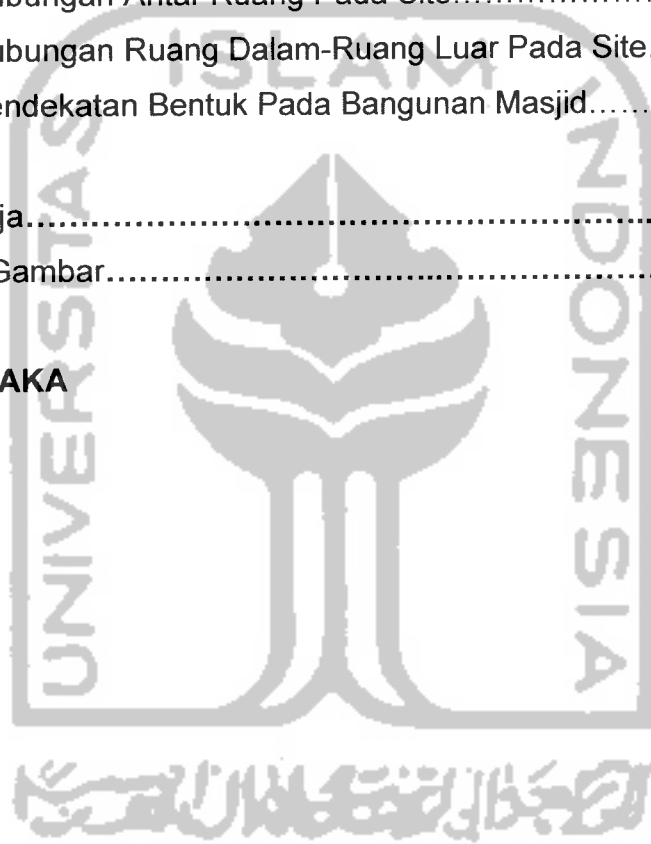 ubungan Antar Ruang Pada Site
ubungan Ruang Dalam-Ruang Luar Pada Site.
endekatan Bentuk Pada Bangunan Masjid......
ja......................................................
Gambar..............................................
AKA
ISLAM
UNIVERSITAS
INDONESIA